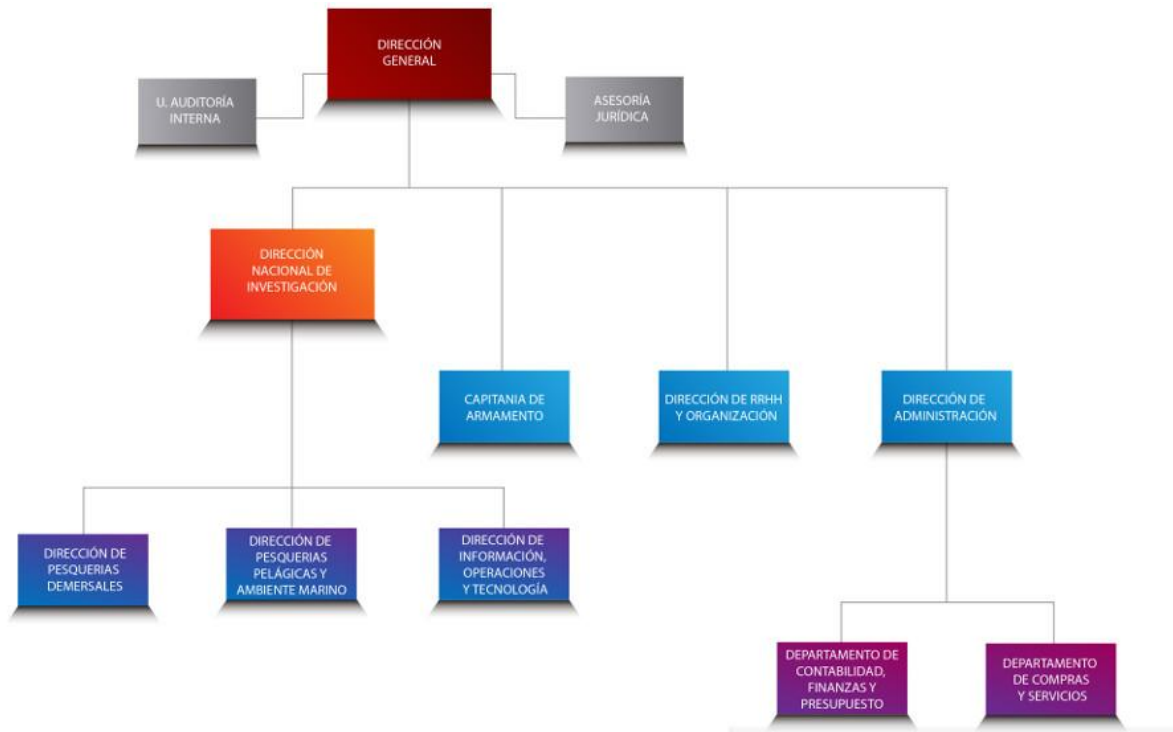 DIRECCIÓN
GENERAL
U. AUDITORÍA
INTERNA
ASESORÍA
JURÍDICA
DIRECCIÓN
NACIONAL DE
INVESTIGACIÓN
CAPITANIA DE
ARMAMENTO
DIRECCIÓN DE RRHH
Y ORGANIZACIÓN
DIRECCIÓN DE
ADMINISTRACIÓN
DIRECCIÓN DE
PESQUERIAS
DEMERSALES
DIRECCIÓN DE
PESQUERIAS
PELÁGICAS Y
AMBIENTE MARINO
DIRECCIÓN DE
INFORMACIÓN,
OPERACIONES
Y TECNOLOGÍA
DEPARTAMENTO DE
CONTABILIDAD,
FINANZAS Y
PRESUPUESTO
DEPARTAMENTO
DE COMPRAS
Y SERVICIOS